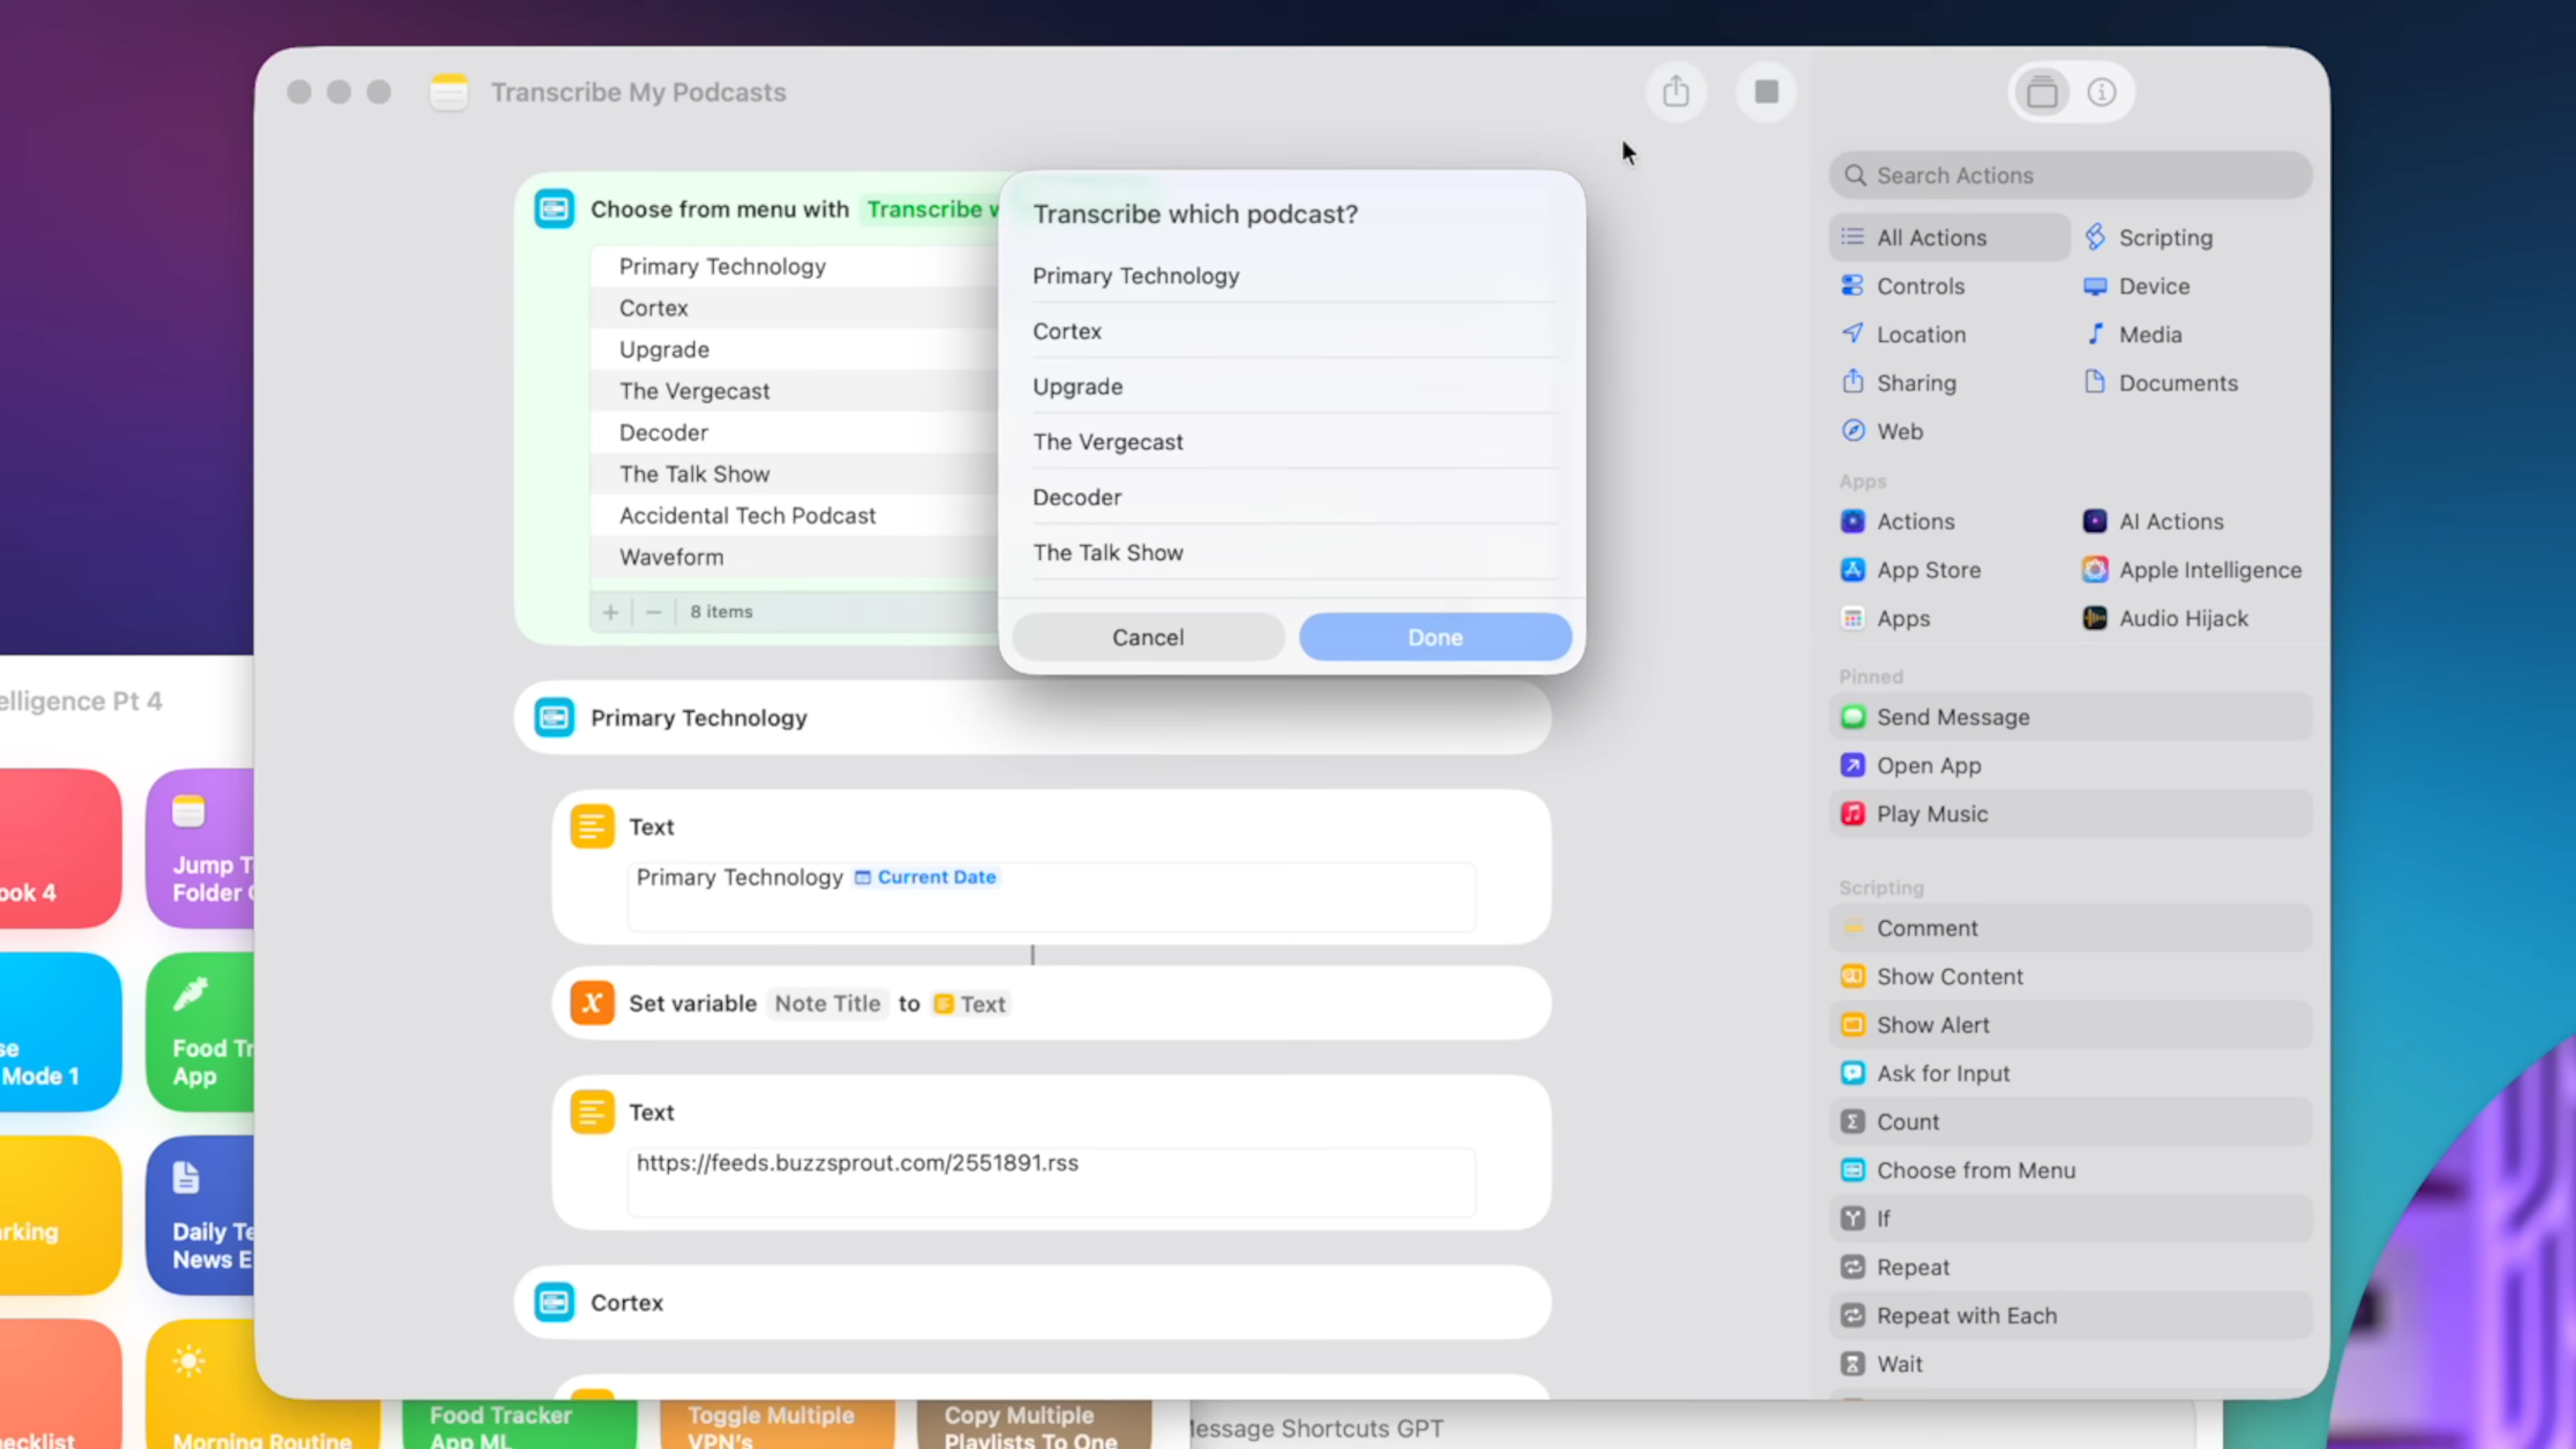 Transcribe My Podcasts
Choose from menu with Transcribe
Primary Technology
Cortex
Upgrade
The Vergecast
Decoder
The Talk Show
Accidental Tech Podcast
Waveform
8 items
Transcribe which podcast?
Primary Technology
Cortex
Upgrade
The Vergecast
Decoder
The Talk Show
Cancel
Done
Primary Technology
Text
Primary Technology Current Date
Set variable Note Title to Text
Text
https://feeds.buzzsprout.com/2551891.rss
Cortex
Search Actions
All Actions
Scripting
Controls
Device
Location
Media
Sharing
Documents
Web
Apps
Actions
AI Actions
App Store
Apple Intelligence
Apps
Audio Hijack
Pinned
Send Message
Open App
Play Music
Scripting
Comment
Show Content
Show Alert
Ask for Input
Count
Choose from Menu
If
Repeat
Repeat with Each
Wait
elligence Pt 4
ook 4
Jump T
Folder
se
Mode 1
Food Tr
App
rking
Daily Te
News E
ecklist
Morning Routine
Food Tracker
App ML
Toggle Multiple
VPN's
Copy Multiple
Playlists To One
Message Shortcuts GPT